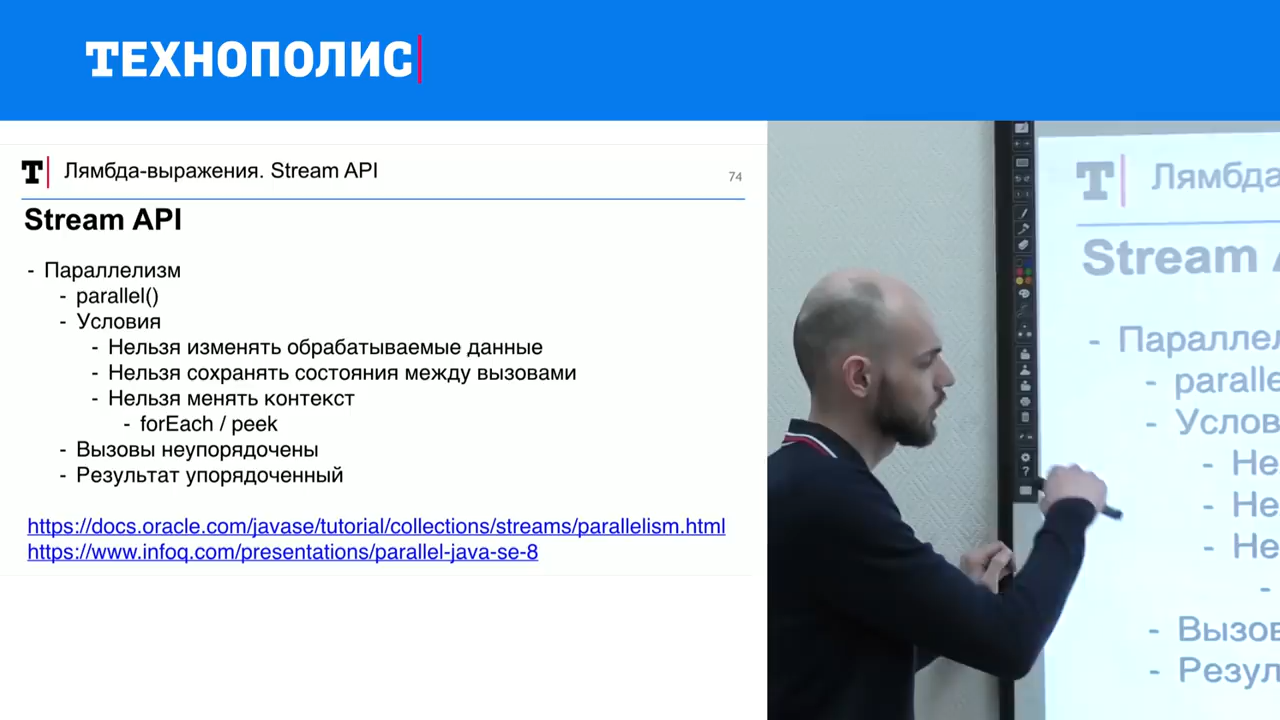 ТЕХНОПОЛИС
Т Лямбда-выражения. Stream API
74
Stream API
- Параллелизм
- parallel()
- Условия
- Нельзя изменять обрабатываемые данные
- Нельзя сохранять состояния между вызовами
- Нельзя менять контекст
- forEach / peek
- Вызовы неупорядочены
- Результат упорядоченный
https://docs.oracle.com/javase/tutorial/collections/streams/parallelism.html
https://www.infoq.com/presentations/parallel-java-se-8
Т Лямбда
Stream
- Параллел
- paralle
- Услов
- Не
- Не
- Не
-
- Вызов
- Резул